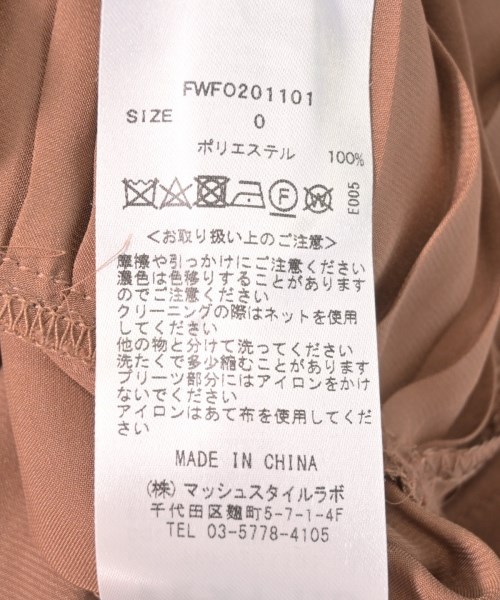 FWFO201101
SIZE 0
ポリエステル 100%
F W
E005
<お取り扱い上のご注意>
摩擦や引っかけにご注意ください
濃色は色移りすることがあります
のでご注意ください
クリーニングの際はネットを使用
してください
他の物と分けて洗ってください
洗たくで多少縮むことがあります
プリーツ部分にはアイロンをかけ
ないでください
アイロンはあて布を使用してくだ
さい
MADE IN CHINA
(株)マッシュスタイルラボ
千代田区麹町5-7-1-4F
TEL 03-5778-4105